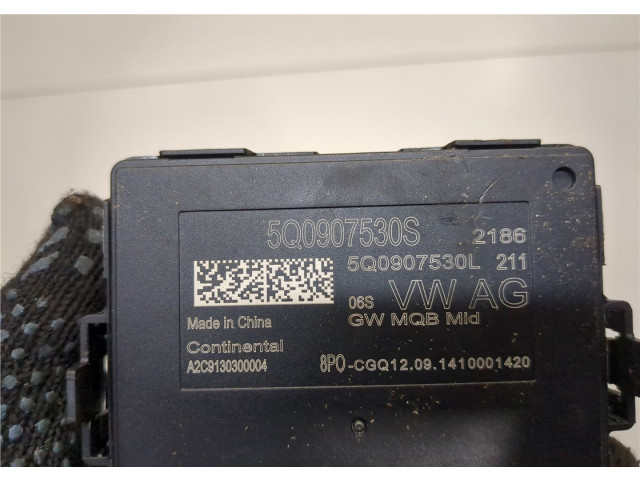 5Q0907530S 2186
5Q0907530L 211
06S VW AG
GW MQB Mid
Made in China
Continental
A2C9130300004
8P0-CGQ12.09.1410001420